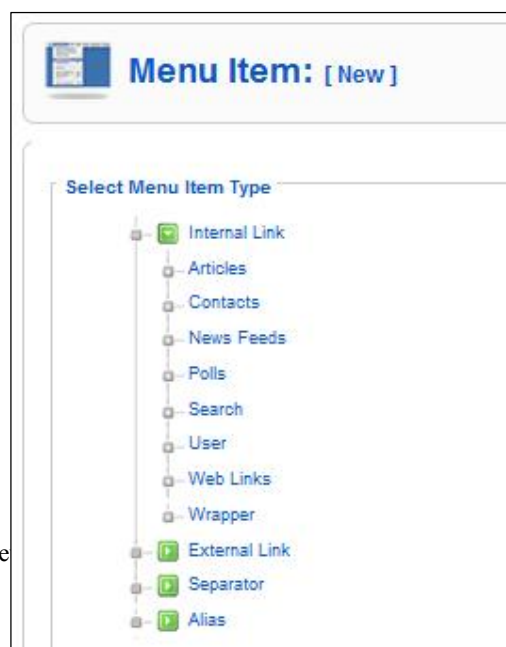 Menu Item: [ New ]
Select Menu Item Type
Internal Link
Articles
Contacts
News Feeds
Polls
Search
User
Web Links
Wrapper
e
External Link
Separator
Alias